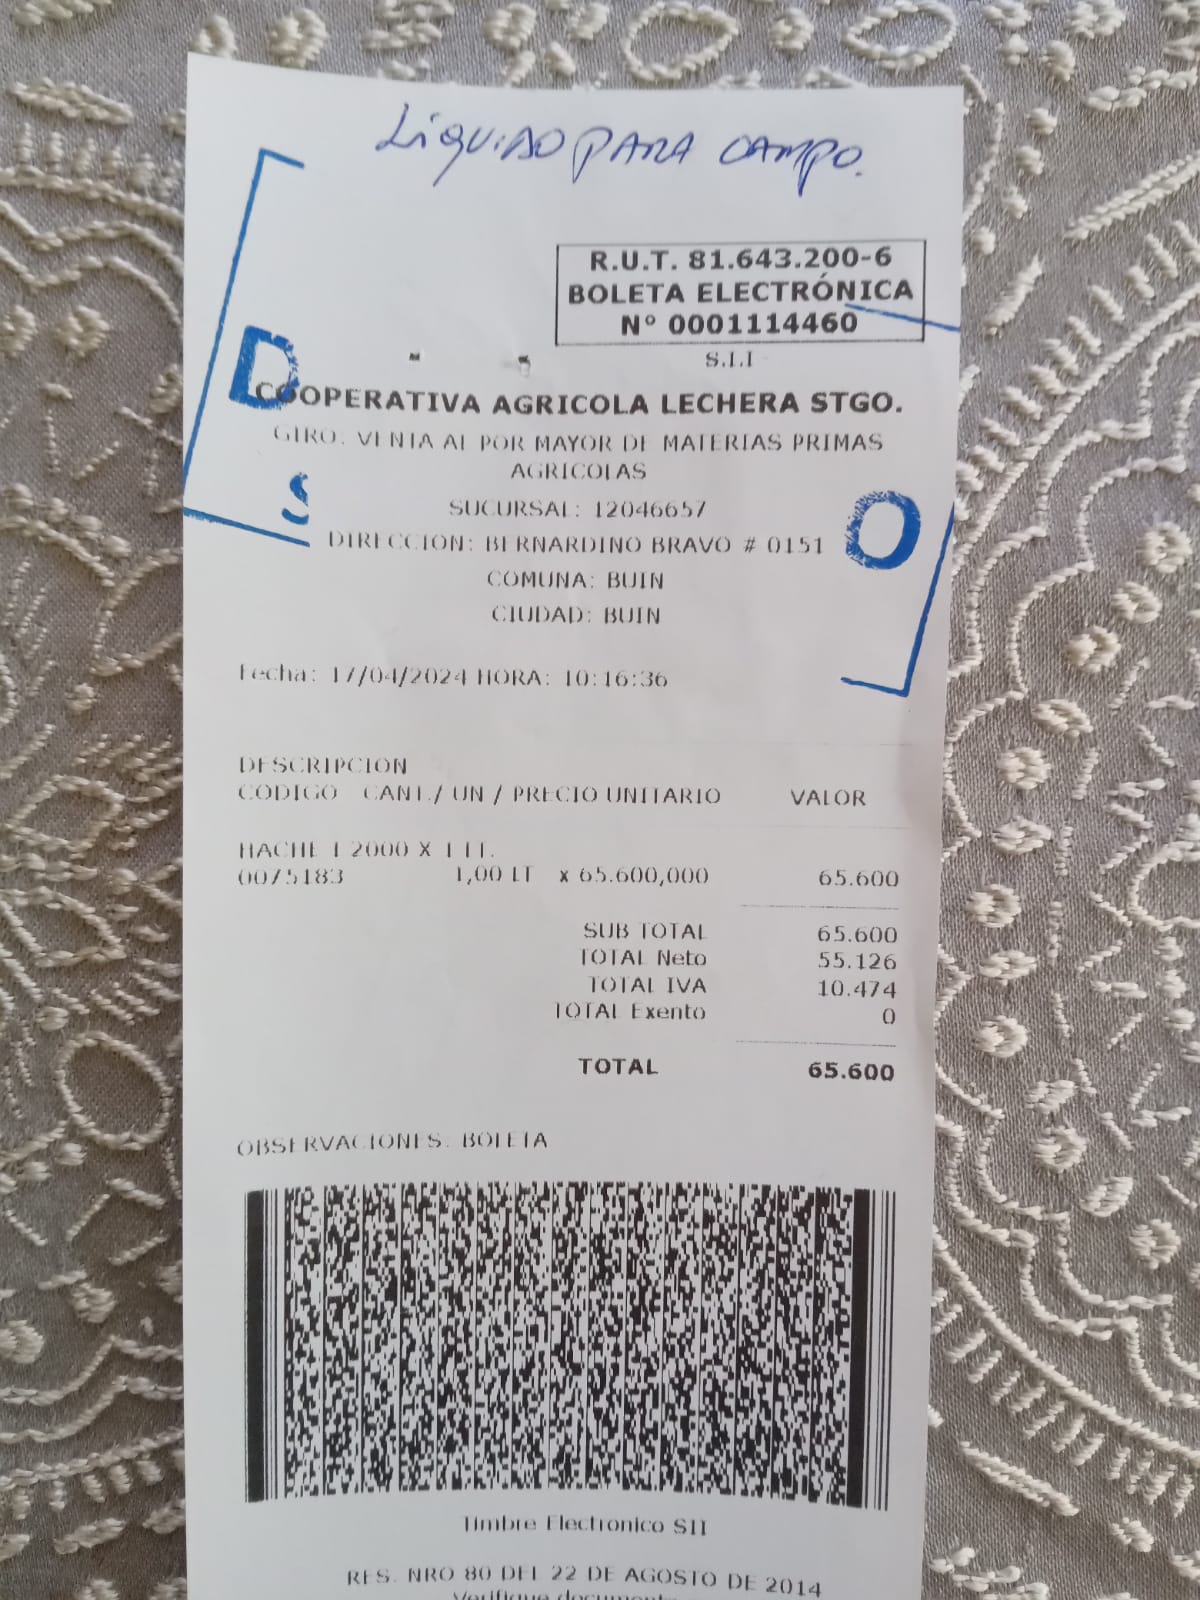 LíQUIDO PARA CAMPO.
R.U.T. 81.643.200-6
BOLETA ELECTRÓNICA
Nº 0001114460
S.I.I
D
COOPERATIVA AGRICOLA LECHERA STGO.
GIRO: VENTA AL POR MAYOR DE MATERIAS PRIMAS
AGRICOLAS
S
SUCURSAL: 12046657
O
DIRECCION: BERNARDINO BRAVO # 0151
COMUNA: BUIN
CIUDAD: BUIN
Fecha: 17/04/2024 HORA: 10:16:36
DESCRIPCION
CODIGO CANT./ UN / PRECIO UNITARIO VALOR
HACHE I 2000 X 1 LT.
0075183 1,00 LT x 65.600,000 65.600
SUB TOTAL 65.600
TOTAL Neto 55.126
TOTAL IVA 10.474
TOTAL Exento 0
TOTAL 65.600
OBSERVACIONES: BOLETA
Timbre Electronico SII
RES. NRO 80 DEL 22 DE AGOSTO DE 2014
Verifique documento